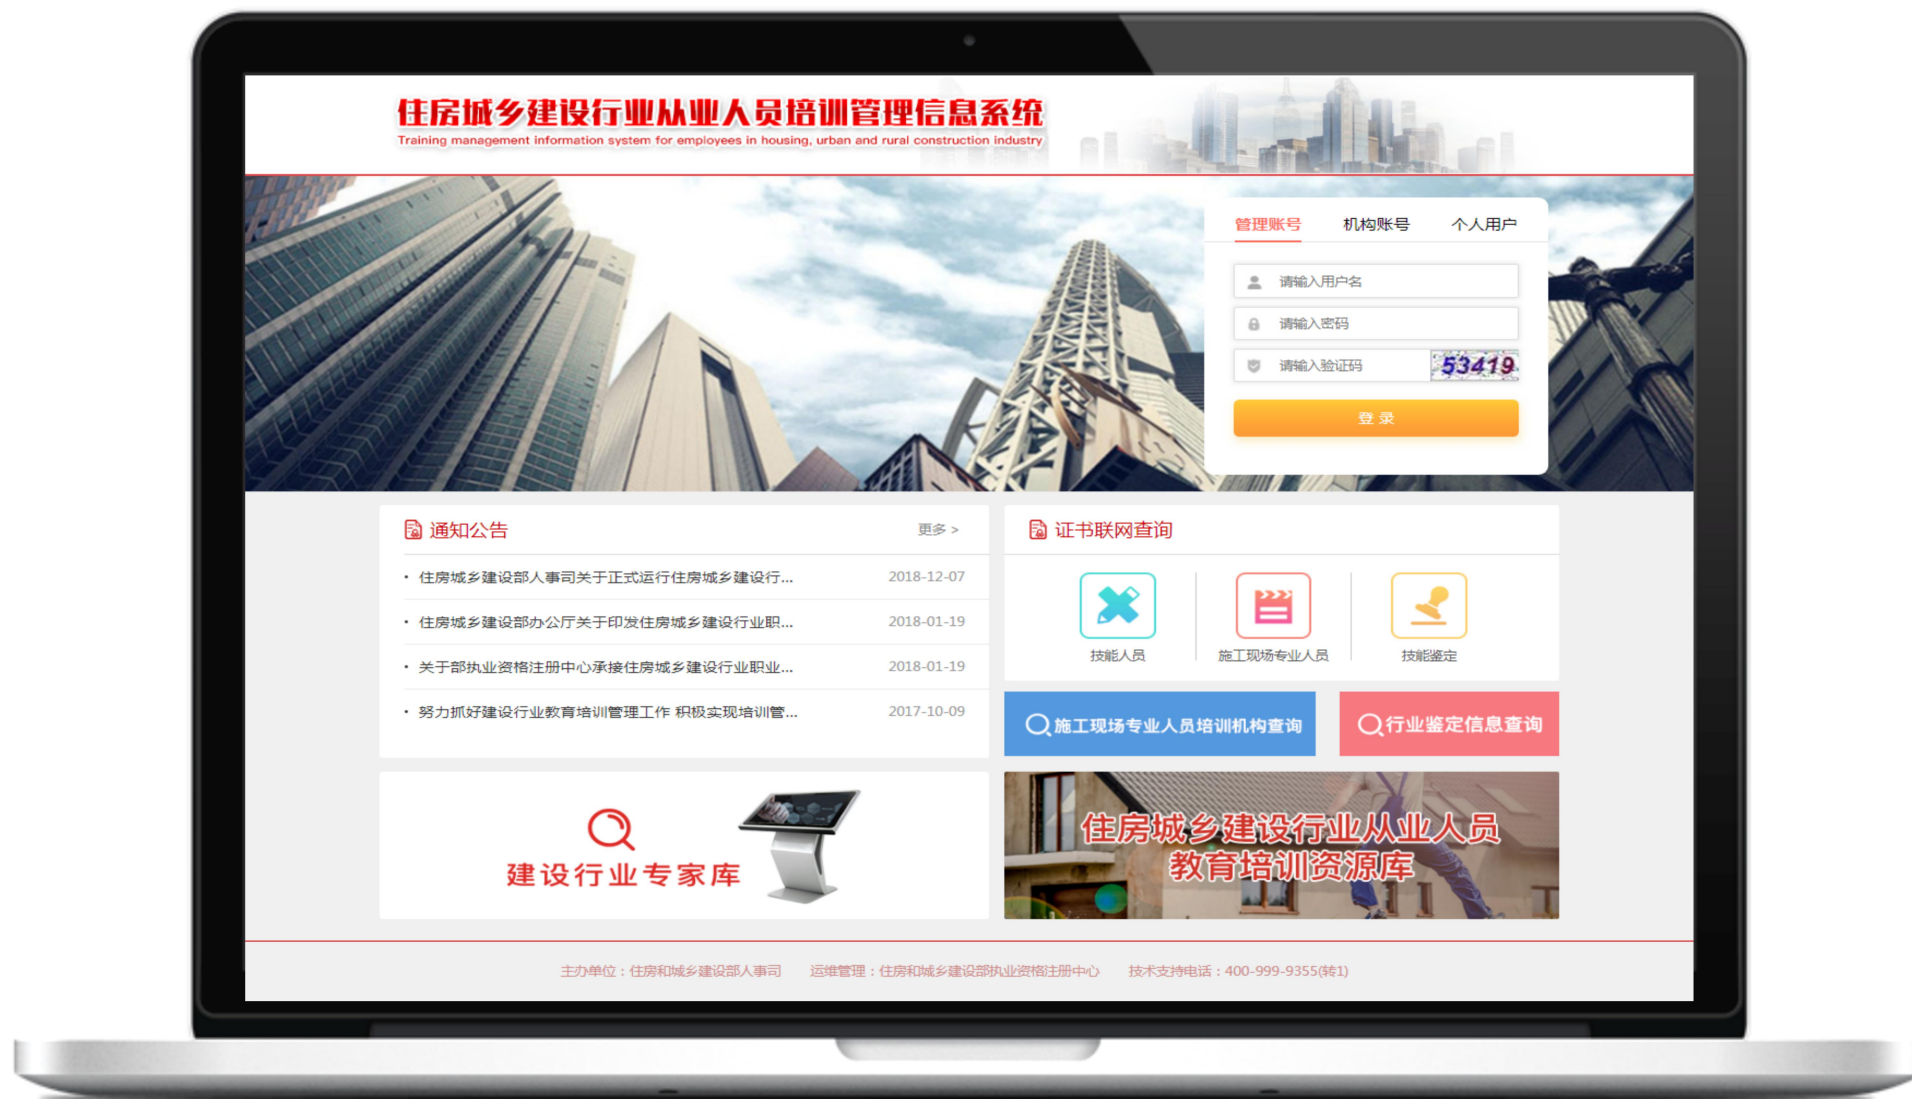 住房城乡建设行业从业人员培训管理信息系统
Training management information system for employees in housing, urban and rural construction industry
管理账号 机构账号 个人用户
请输入用户名
请输入密码
请输入验证码 53419
登 录
通知公告 更多 >
• 住房城乡建设部人事司关于正式运行住房城乡建设行... 2018-12-07
• 住房城乡建设部办公厅关于印发住房城乡建设行业职... 2018-01-19
• 关于部执业资格注册中心承接住房城乡建设行业职业... 2018-01-19
• 努力抓好建设行业教育培训管理工作 积极实现培训管... 2017-10-09
证书联网查询
技能人员 施工现场专业人员 技能鉴定
施工现场专业人员培训机构查询 行业鉴定信息查询
建设行业专家库
住房城乡建设行业从业人员
教育培训资源库
主办单位：住房和城乡建设部人事司 运维管理：住房和城乡建设部执业资格注册中心 技术支持电话：400-999-9355(转1)